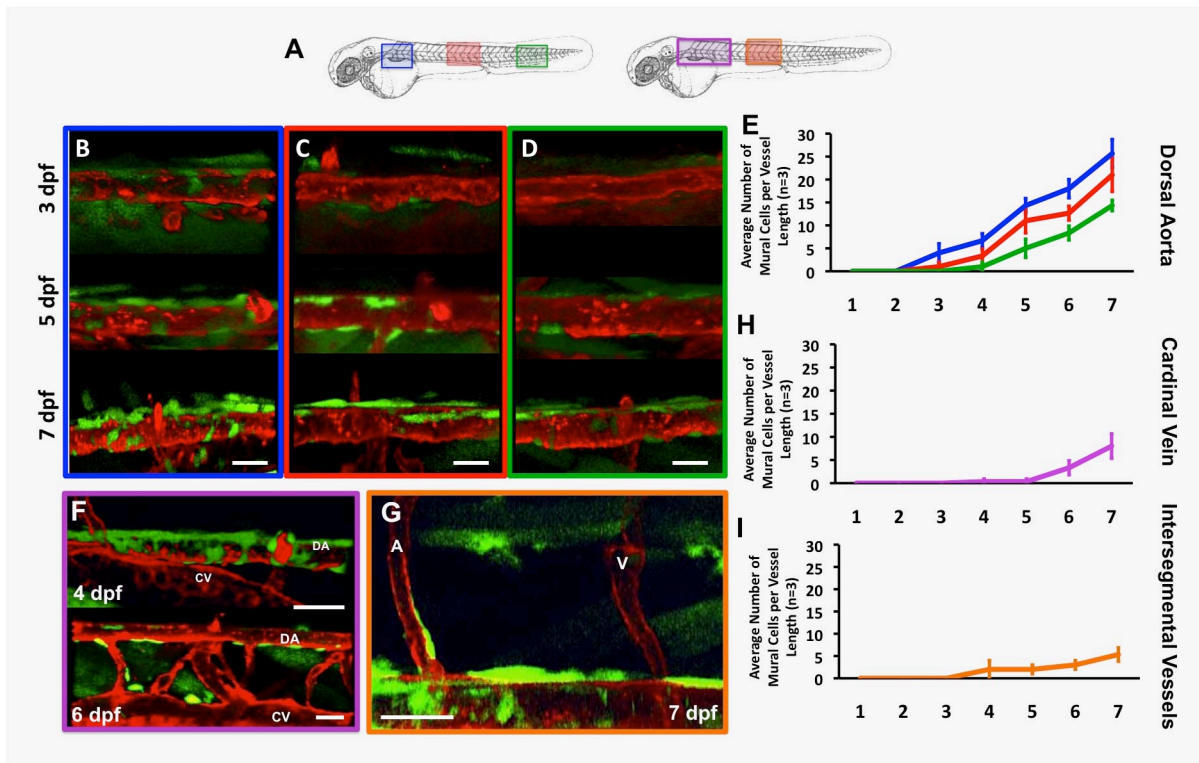 A
B
C
D
3 dpf
5 dpf
7 dpf
E
Average Number of
Mural Cells per Vessel
Length (n=3)
30
25
20
15
10
5
0
1 2 3 4 5 6 7
Dorsal Aorta
H
Average Number of
Mural Cells per Vessel
Length (n=3)
30
25
20
15
10
5
0
1 2 3 4 5 6 7
Cardinal Vein
F
DA
CV
4 dpf
DA
CV
6 dpf
G
A
V
7 dpf
I
Average Number of
Mural Cells per Vessel
Length (n=3)
30
25
20
15
10
5
0
1 2 3 4 5 6 7
Intersegmental Vessels